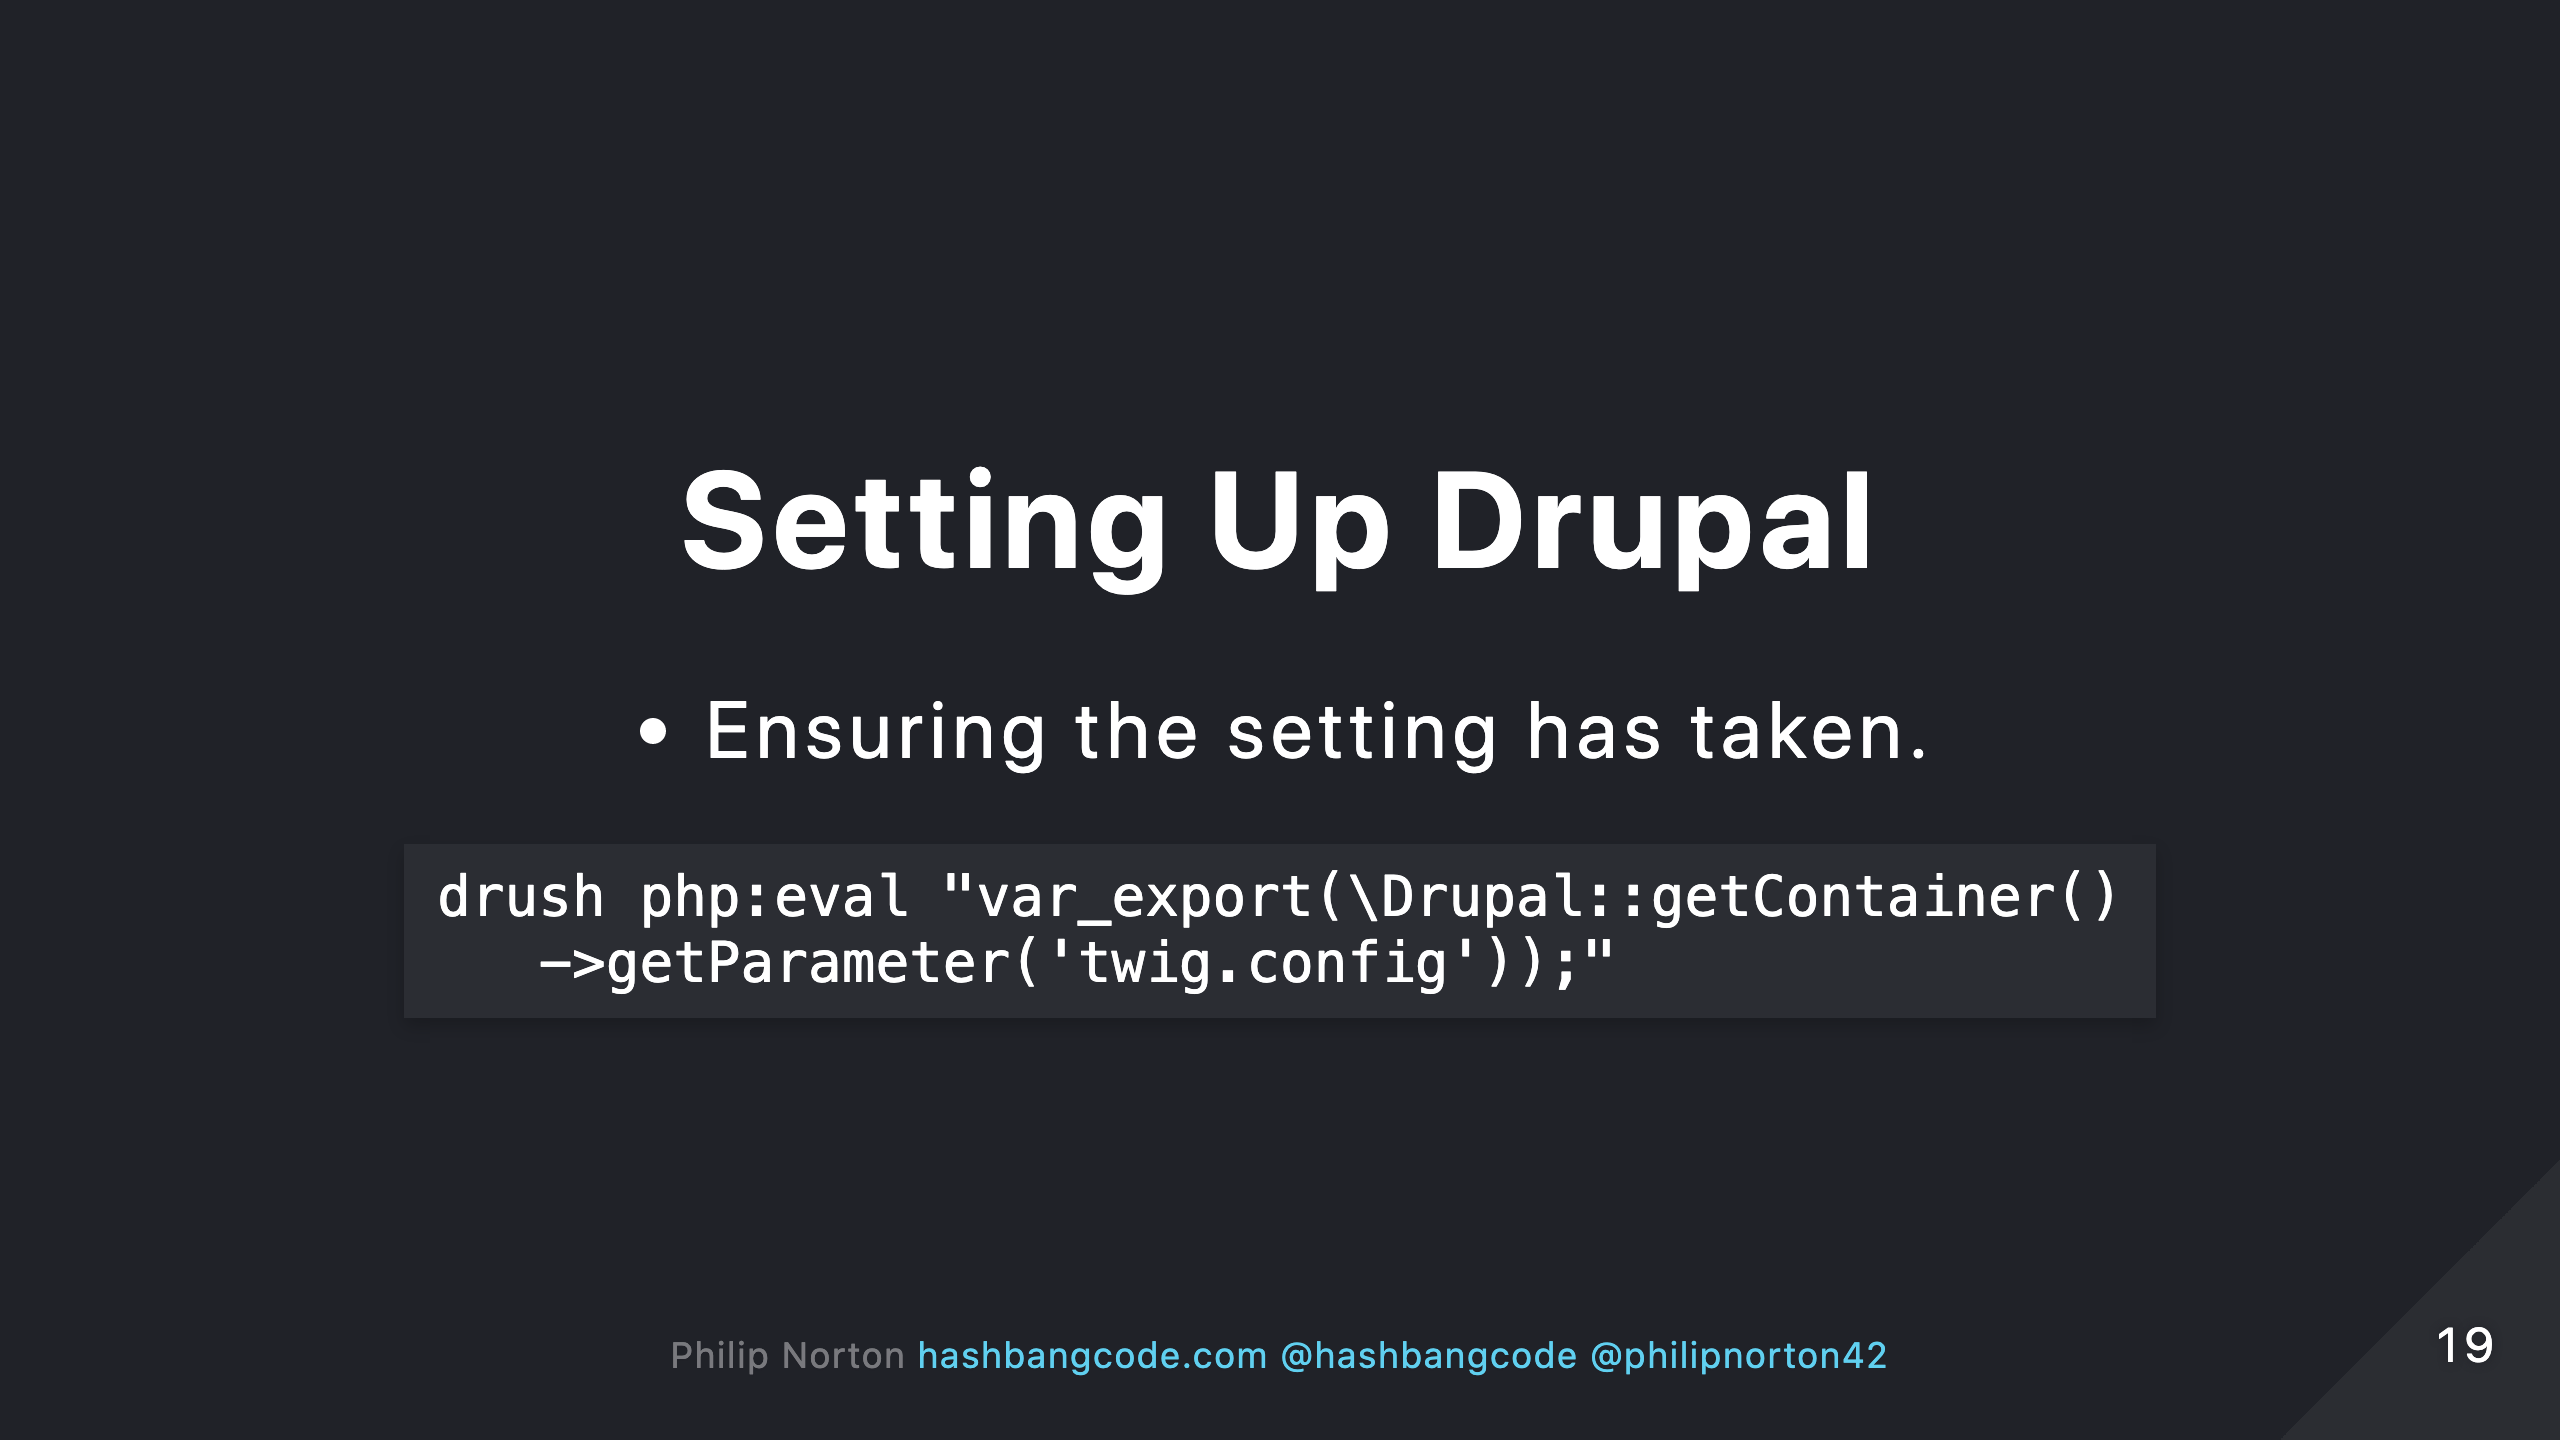 Setting Up Drupal
• Ensuring the setting has taken.
drush php:eval "var_export(\Drupal::getContainer()
   ->getParameter('twig.config'));"
Philip Norton hashbangcode.com @hashbangcode @philipnorton42
19